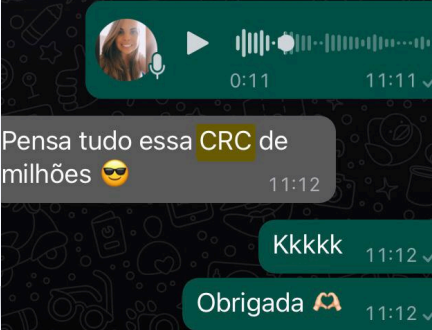 0:11 11:11
Pensa tudo essa CRC de
milhões 😎
11:12
Kkkkk 11:12
Obrigada 🫶🏼 11:12